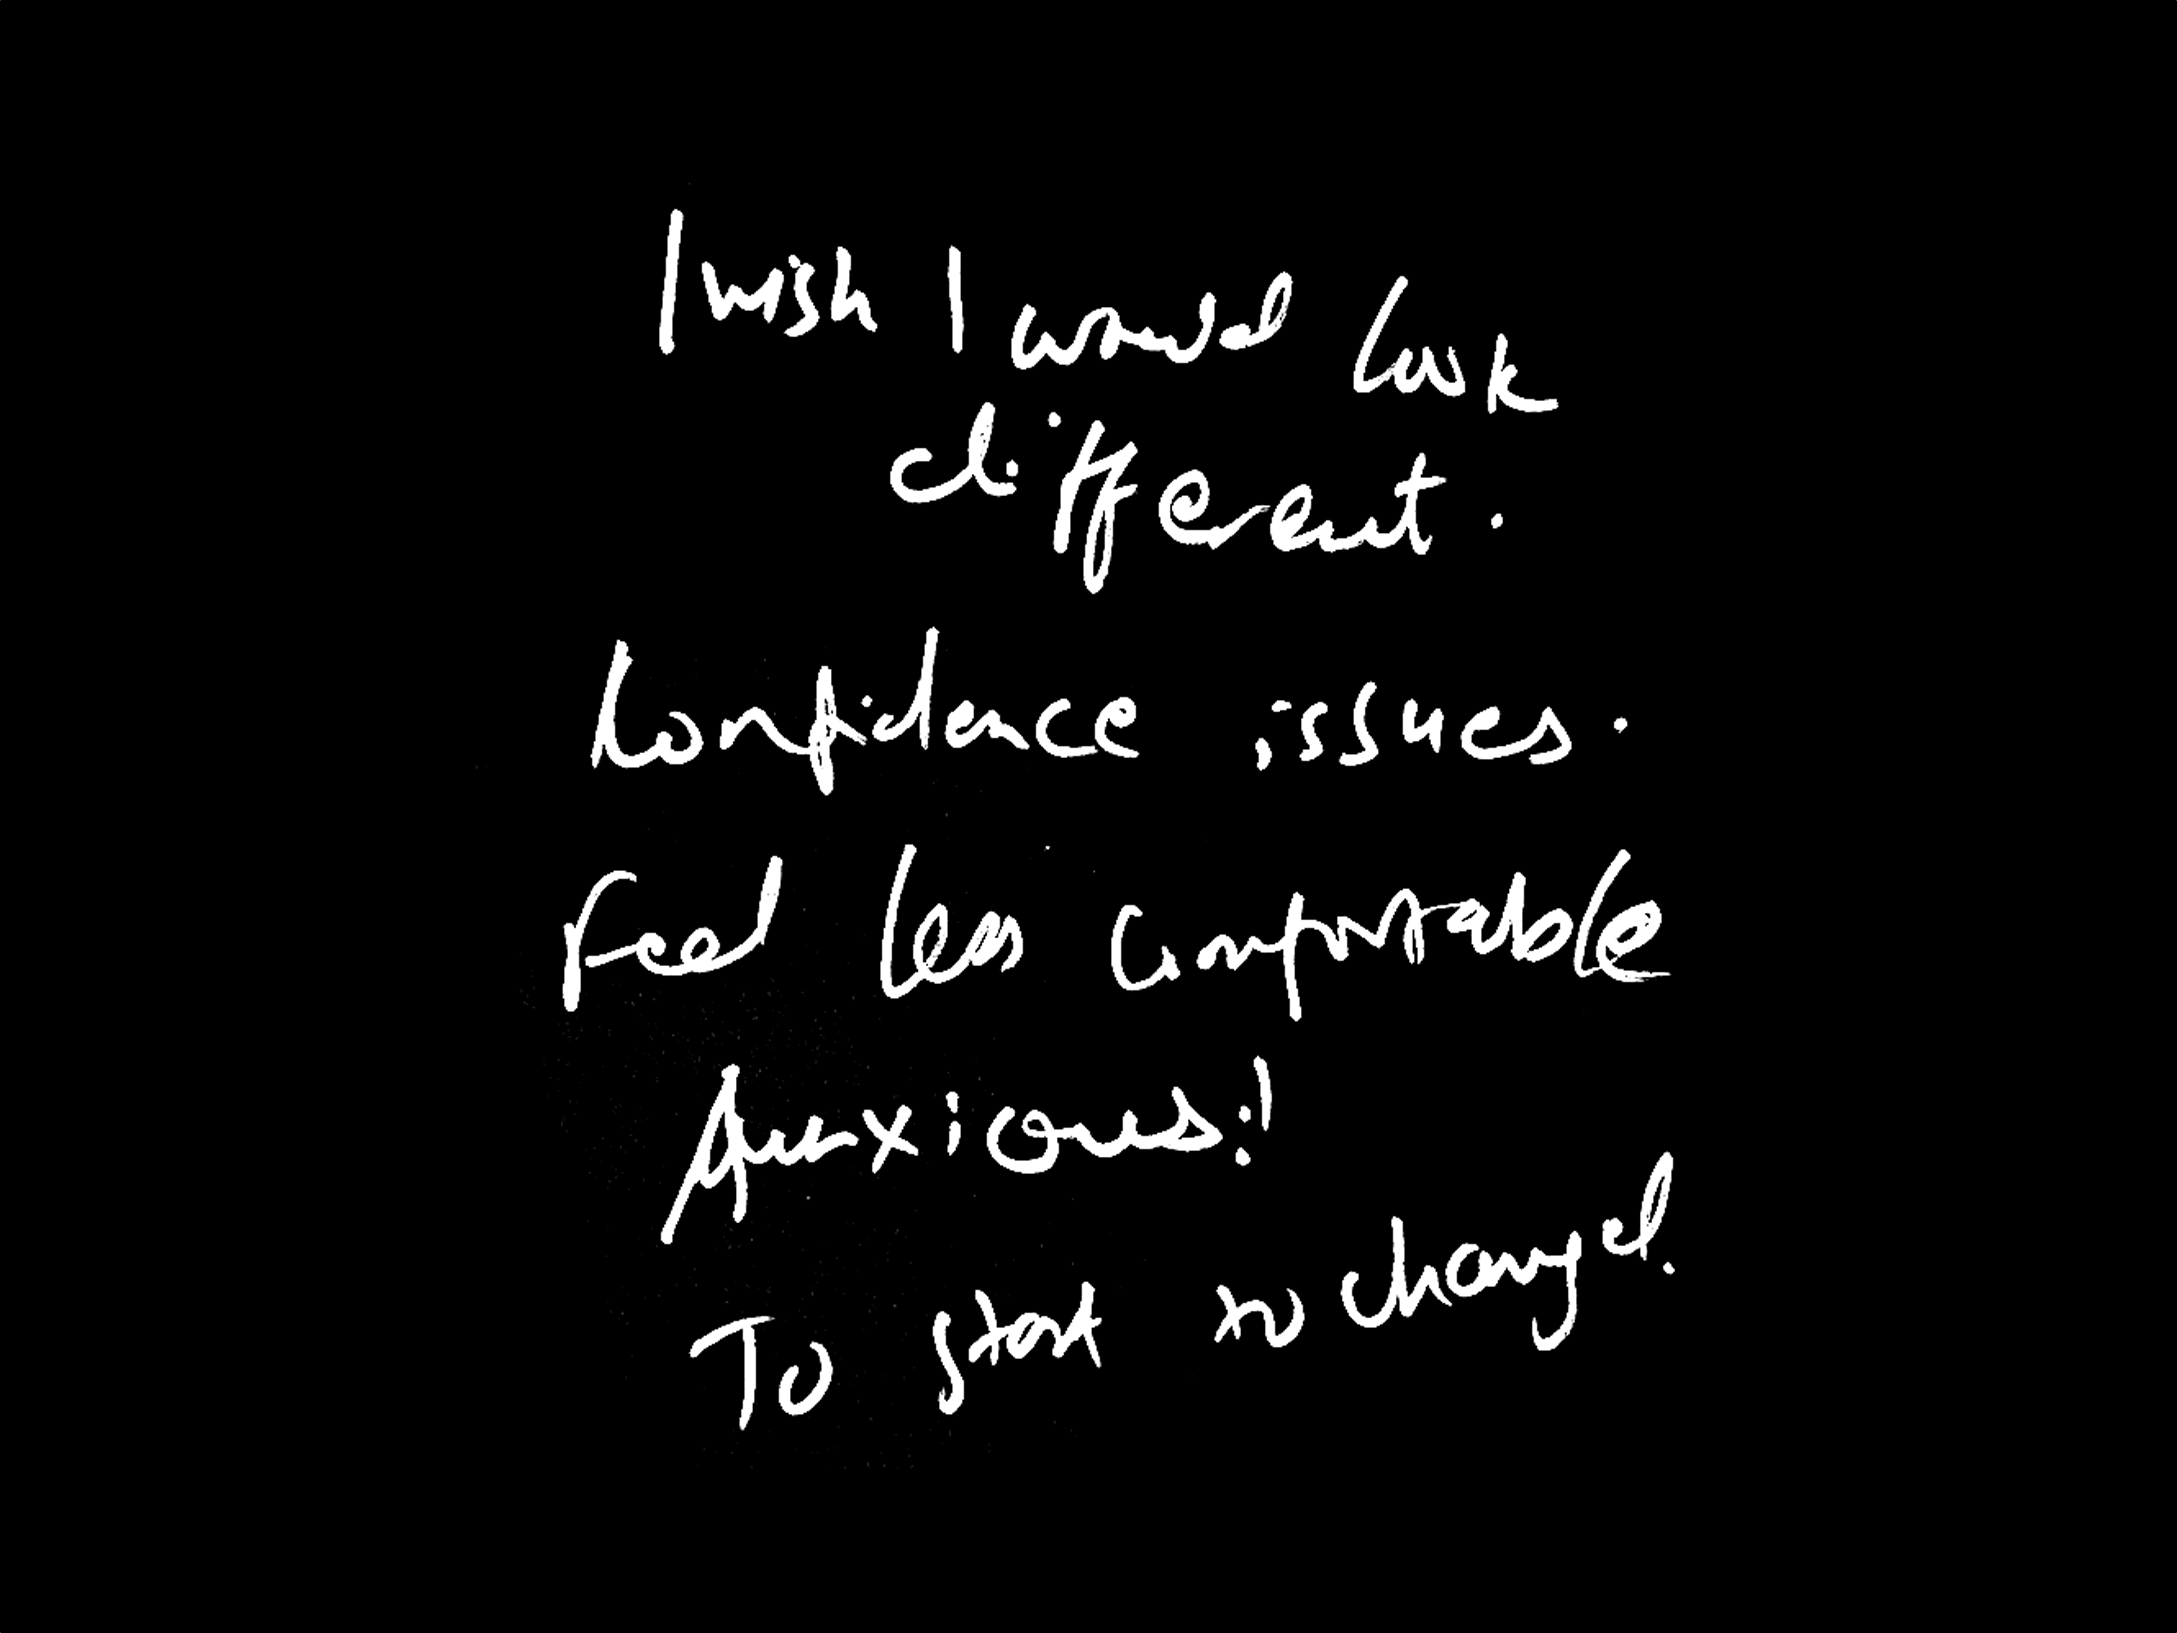 I wish I would look
different.
Confidence issues.
Feel less comfortable
Anxious!
To start to change!